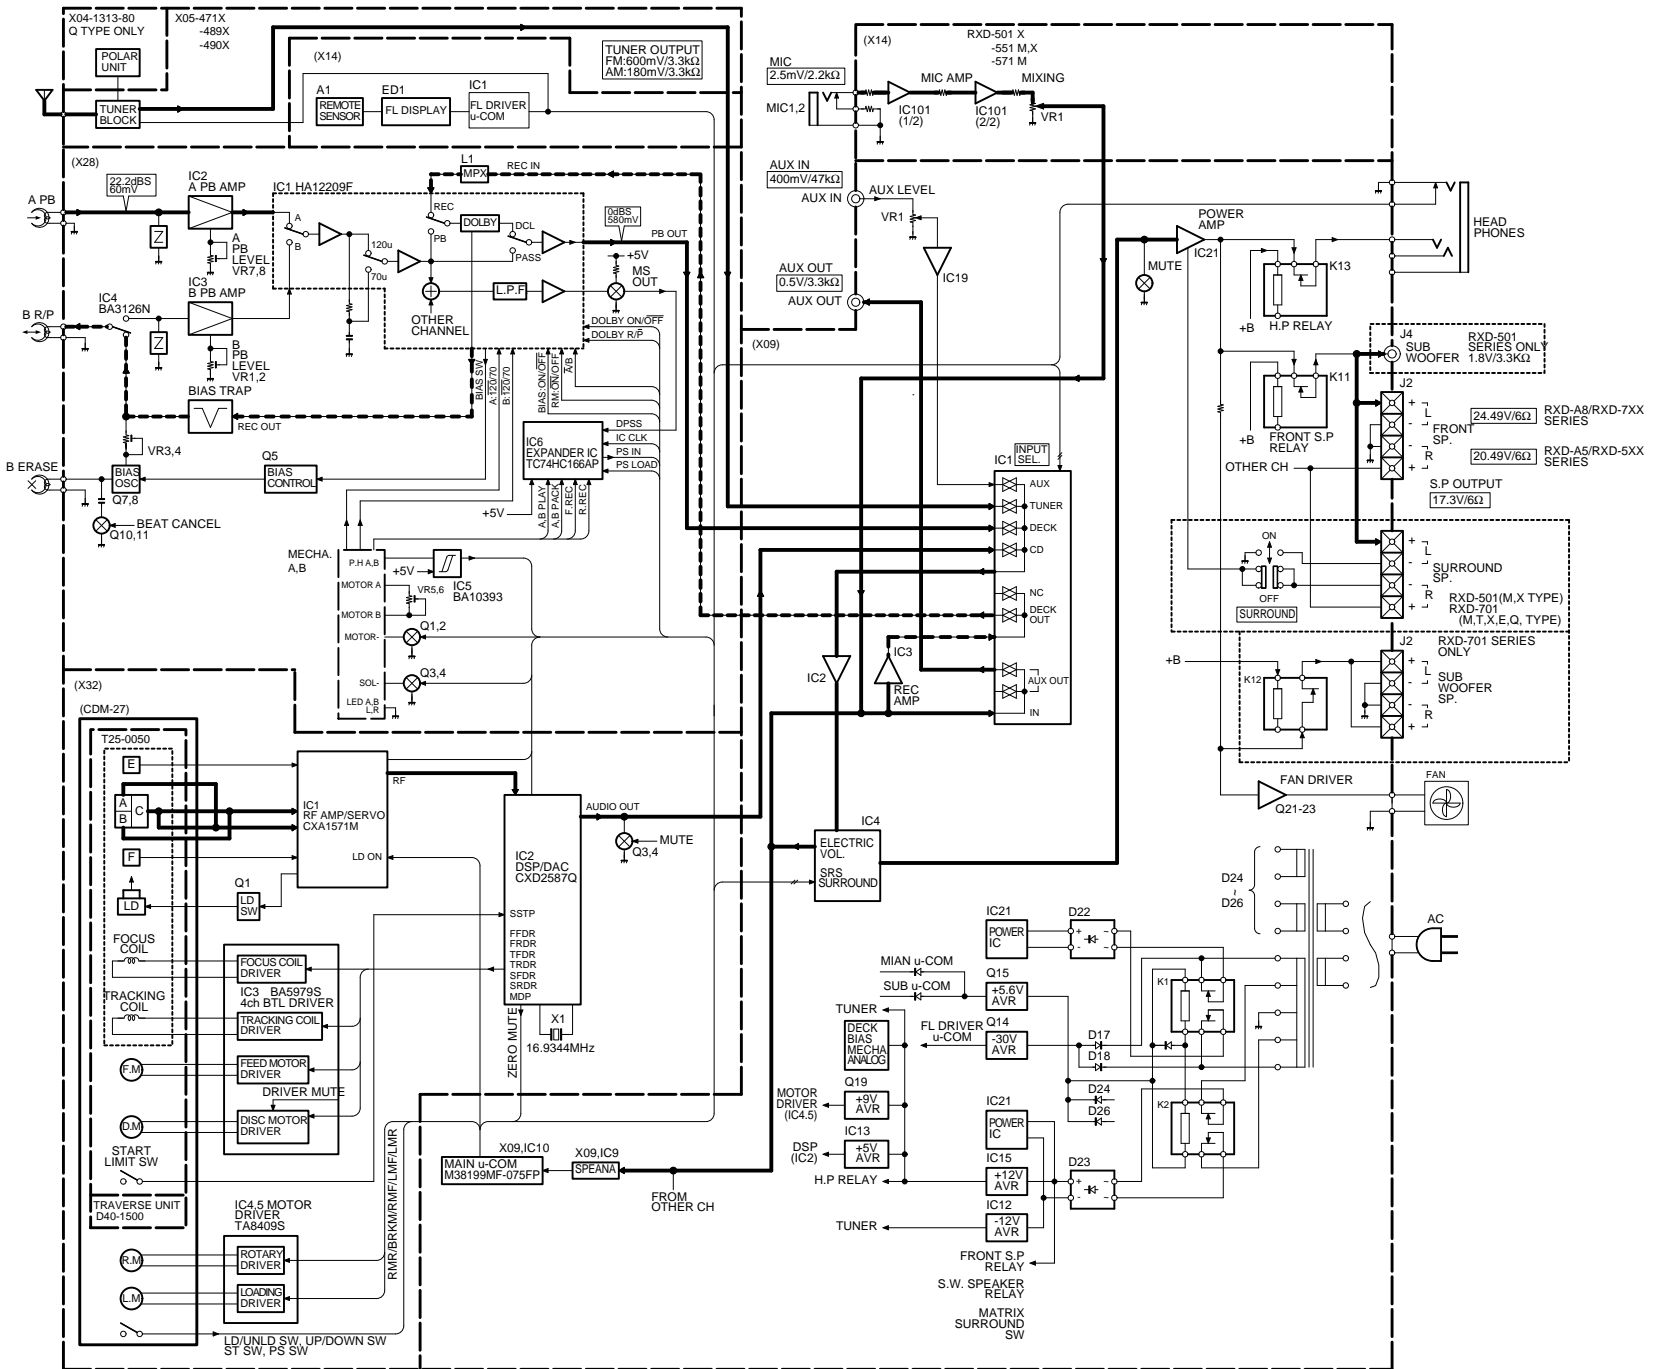 X04-1313-80
Q TYPE ONLY
X05-471X
-489X
-490X
POLAR
UNIT
TUNER
BLOCK
(X14)
A1
REMOTE
SENSOR
ED1
FL DISPLAY
IC1
FL DRIVER
u-COM
TUNER OUTPUT
FM:600mV/3.3kΩ
AM:180mV/3.3kΩ
(X14)
RXD-501 X
-551 M,X
-571 M
MIC
2.5mV/2.2kΩ
MIC1,2
MIC AMP
IC101
(1/2)
IC101
(2/2)
MIXING
VR1
AUX IN
400mV/47kΩ
AUX IN
AUX LEVEL
VR1
IC19
AUX OUT
0.5V/3.3kΩ
AUX OUT
(X09)
(X28)
A PB
22.2dBS
60mV
Z
IC2
A PB AMP
A
PB
LEVEL
VR7,8
IC3
B PB AMP
B
PB
LEVEL
VR1,2
IC4
BA3126N
B R/P
Z
BIAS TRAP
REC OUT
VR3,4
B ERASE
BIAS
OSC
Q7,8
Q5
BIAS
CONTROL
BEAT CANCEL
Q10,11
IC1 HA12209F
A
B
120u
70u
L1
MPX
REC IN
REC
PB
DOLBY
DCL
PASS
OTHER
CHANNEL
L.P.F
0dBS
580mV
PB OUT
+5V
MS
OUT
DOLBY ON/OFF
DOLBY R/P
BIAS SW
A:120/70
B:120/70
BIAS:ON/OFF
RM:ON/OFF
A/B
IC6
EXPANDER IC
TC74HC166AP
DPSS
IC CLK
PS IN
PS LOAD
+5V
A,B PLAY
A,B PACK
F.REC
R.REC
MECHA.
A,B
P.H A,B
MOTOR A
MOTOR B
MOTOR-
SOL-
LED A,B
L,R
+5V
IC5
BA10393
VR5,6
Q1,2
Q3,4
INPUT
SEL.
IC1
AUX
TUNER
DECK
CD
NC
DECK
OUT
AUX OUT
IN
IC2
IC3
REC
AMP
POWER
AMP
IC21
MUTE
HEAD
PHONES
K13
+B
H.P RELAY
K11
+B
FRONT S.P
RELAY
OTHER CH
J4
SUB
WOOFER
RXD-501
SERIES ONLY
1.8V/3.3KΩ
J2
+
-
-
+
L
R
FRONT
SP.
24.49V/6Ω
RXD-A8/RXD-7XX
SERIES
20.49V/6Ω
RXD-A5/RXD-5XX
SERIES
S.P OUTPUT
17.3V/6Ω
ON
OFF
SURROUND
+
-
-
+
L
R
SURROUND
SP.
RXD-501(M,X TYPE)
RXD-701
(M,T,X,E,Q, TYPE)
J2
RXD-701 SERIES
ONLY
+B
K12
+
-
-
+
L
R
SUB
WOOFER
SP.
FAN DRIVER
Q21-23
FAN
(X32)
(CDM-27)
T25-0050
E
A
B
C
F
LD
FOCUS
COIL
TRACKING
COIL
F.M
D.M
START
LIMIT SW
TRAVERSE UNIT
D40-1500
R.M
L.M
IC1
RF AMP/SERVO
CXA1571M
LD ON
RF
Q1
LD
SW
FOCUS COIL
DRIVER
IC3 BA5979S
4ch BTL DRIVER
TRACKING COIL
DRIVER
FEED MOTOR
DRIVER
DRIVER MUTE
DISC MOTOR
DRIVER
IC4,5 MOTOR
DRIVER
TA8409S
ROTARY
DRIVER
LOADING
DRIVER
LD/UNLD SW, UP/DOWN SW
ST SW, PS SW
IC2
DSP/DAC
CXD2587Q
SSTP
FFDR
FRDR
TFDR
TRDR
SFDR
SRDR
MDP
X1
16.9344MHz
ZERO MUTE
AUDIO OUT
MUTE
Q3,4
RMR/BRKM/RMF/LMF/LMR
X09,IC10
MAIN u-COM
M38199MF-075FP
X09,IC9
SPEANA
FROM
OTHER CH
IC4
ELECTRIC
VOL.
SRS
SURROUND
IC21
POWER
IC
D22
+
-
~
~
MIAN u-COM
SUB u-COM
Q15
+5.6V
AVR
TUNER
DECK
BIAS
MECHA.
ANALOG
FL DRIVER
u-COM
Q14
-30V
AVR
D17
D18
MOTOR
DRIVER
(IC4.5)
Q19
+9V
AVR
DSP
(IC2)
IC13
+5V
AVR
IC21
POWER
IC
D24
D26
H.P RELAY
IC15
+12V
AVR
D23
+
-
~
~
TUNER
IC12
-12V
AVR
FRONT S.P
RELAY
S.W. SPEAKER
RELAY
MATRIX
SURROUND
SW
K1
K2
D24
~
D26
AC